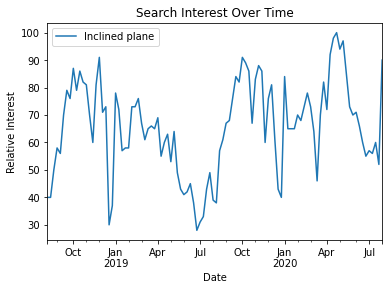 Search Interest Over Time
Inclined plane
Relative Interest
100
90
80
70
60
50
40
30
Oct Jan Apr Jul Oct Jan Apr Jul
2019 2020
Date